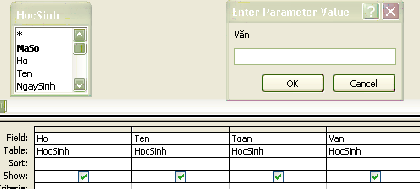 HocSinh
*
MaSo
Ho
Ten
NgaySinh
Enter Parameter Value
?
Văn
OK
Cancel
Field: Ho Ten Toan Van
Table: HocSinh HocSinh HocSinh HocSinh
Sort:
Show:
Criteria: